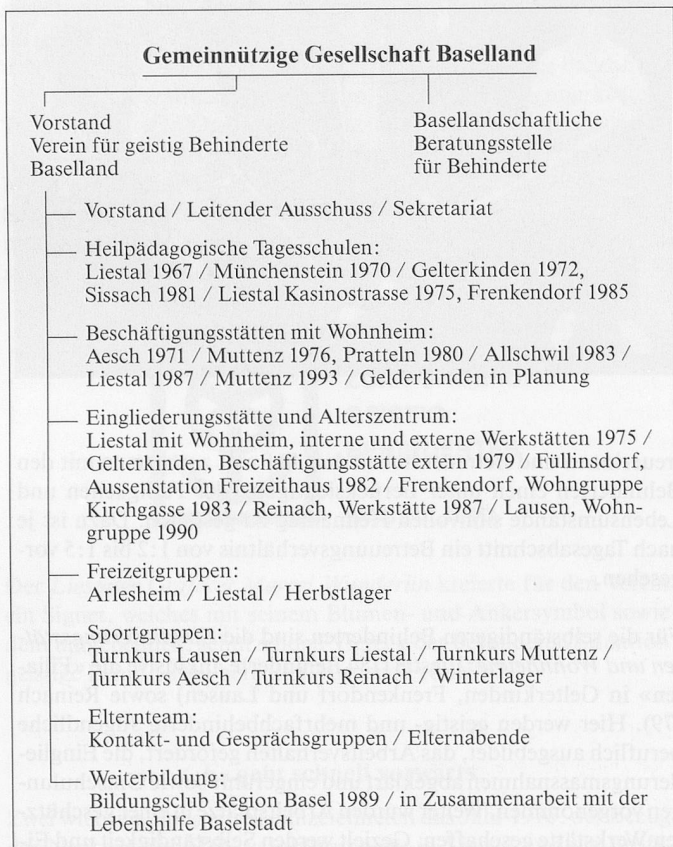 Gemeinnützige Gesellschaft Baselland
Vorstand
Verein für geistig Behinderte
Baselland
Basellandschaftliche
Beratungsstelle
für Behinderte
Vorstand / Leitender Ausschuss / Sekretariat
Heilpädagogische Tagesschulen:
Liestal 1967 / Münchenstein 1970 / Gelterkinden 1972,
Sissach 1981 / Liestal Kasinostrasse 1975, Frenkendorf 1985
Beschäftigungsstätten mit Wohnheim:
Aesch 1971 / Muttenz 1976, Pratteln 1980 / Allschwil 1983 /
Liestal 1987 / Muttenz 1993 / Gelderkinden in Planung
Eingliederungsstätte und Alterszentrum:
Liestal mit Wohnheim, interne und externe Werkstätten 1975 /
Gelterkinden, Beschäftigungsstätte extern 1979 / Füllinsdorf,
Aussenstation Freizeithaus 1982 / Frenkendorf, Wohngruppe
Kirchgasse 1983 / Reinach, Werkstätte 1987 / Lausen, Wohn-
gruppe 1990
Freizeitgruppen:
Arlesheim / Liestal / Herbstlager
Sportgruppen:
Turnkurs Lausen / Turnkurs Liestal / Turnkurs Muttenz /
Turnkurs Aesch / Turnkurs Reinach / Winterlager
Elternteam:
Kontakt- und Gesprächsgruppen / Elternabende
Weiterbildung:
Bildungsclub Region Basel 1989 / in Zusammenarbeit mit der
Lebenshilfe Baselstadt